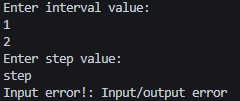 Enter interval value:
1
2
Enter step value:
step
Input error!: Input/output error